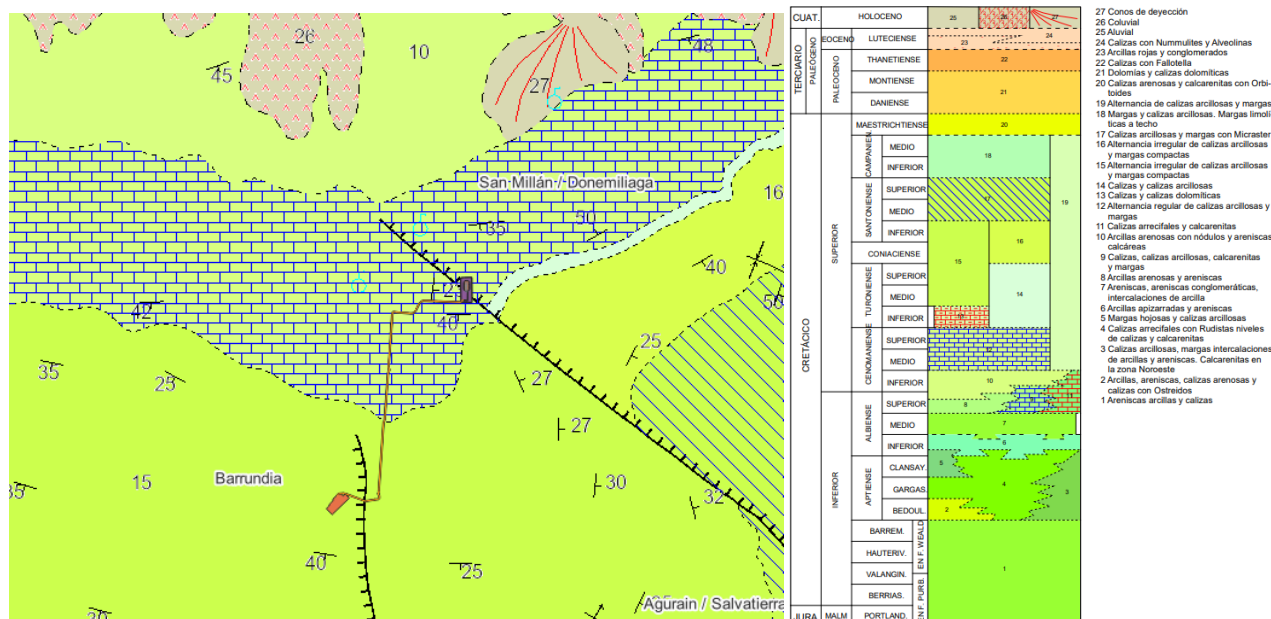 26
10
48
45
27
San Millán / Donemiliaga
16
50
35
40
50
42
40
25
35
25
27
27
15
Barrundia
30
32
35
40
25
Agurain / Salvatierra
CUAT.
HOLOCENO
25
26
27
TERCIARIO
PALEÓGENO
EOCENO
LUTECIENSE
23
24
PALEOCENO
THANETIENSE
22
MONTIENSE
21
DANIENSE
CRETÁCICO
SUPERIOR
MAESTRICHTIENSE
20
CAMPANIEN
MEDIO
18
INFERIOR
SANTONIENSE
SUPERIOR
17
19
MEDIO
INFERIOR
16
CONIACIENSE
15
TURONIENSE
SUPERIOR
MEDIO
14
INFERIOR
CENOMANIENSE
SUPERIOR
MEDIO
INFERIOR
10
INFERIOR
ALBIENSE
SUPERIOR
8
MEDIO
7
INFERIOR
6
APTIENSE
CLANSAY.
5
GARGAS.
4
3
BEDOUL.
2
BARREM.
EN F. WEALD
HAUTERIV.
VALANGIN.
1
EN F. PURB.
BERRIAS.
JURA
MALM
PORTLAND.
27 Conos de deyección
26 Coluvial
25 Aluvial
24 Calizas con Nummulites y Alveolinas
23 Arcillas rojas y conglomerados
22 Calizas con Fallotella
21 Dolomías y calizas dolomíticas
20 Calizas arenosas y calcarenitas con Orbi-
toides
19 Alternancia de calizas arcillosas y margas
18 Margas y calizas arcillosas. Margas limolí-
ticas a techo
17 Calizas arcillosas y margas con Micraster
16 Alternancia irregular de calizas arcillosas
y margas compactas
15 Alternancia irregular de calizas arcillosas
y margas compactas
14 Calizas y calizas arcillosas
13 Calizas y calizas dolomíticas
12 Alternancia regular de calizas arcillosas y
margas
11 Calizas arrecifales y calcarenitas
10 Arcillas arenosas con nódulos y areniscas
calcáreas
9 Calizas, calizas arcillosas, calcarenitas
y margas
8 Arcillas arenosas y areniscas
7 Areniscas, areniscas conglomeráticas,
intercalaciones de arcilla
6 Arcillas apizarradas y areniscas
5 Margas hojosas y calizas arcillosas
4 Calizas arrecifales con Rudistas niveles
de calizas y calcarenitas
3 Calizas arcillosas, margas intercalaciones
de arcillas y areniscas. Calcarenitas en
la zona Noroeste
2 Arcillas, areniscas, calizas arenosas y
calizas con Ostreidos
1 Areniscas arcillas y calizas